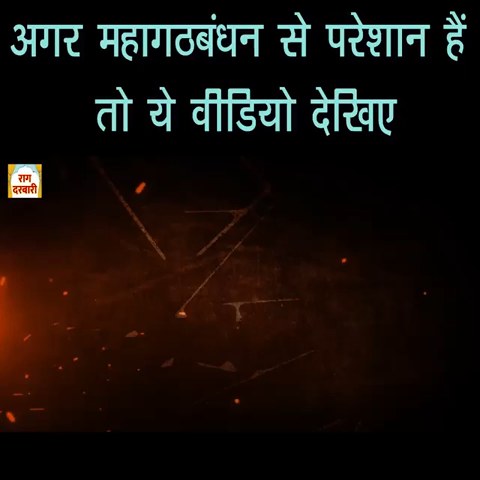 अगर महागठबंधन से परेशान हैं
तो ये वीडियो देखिए
राग
दरबारी